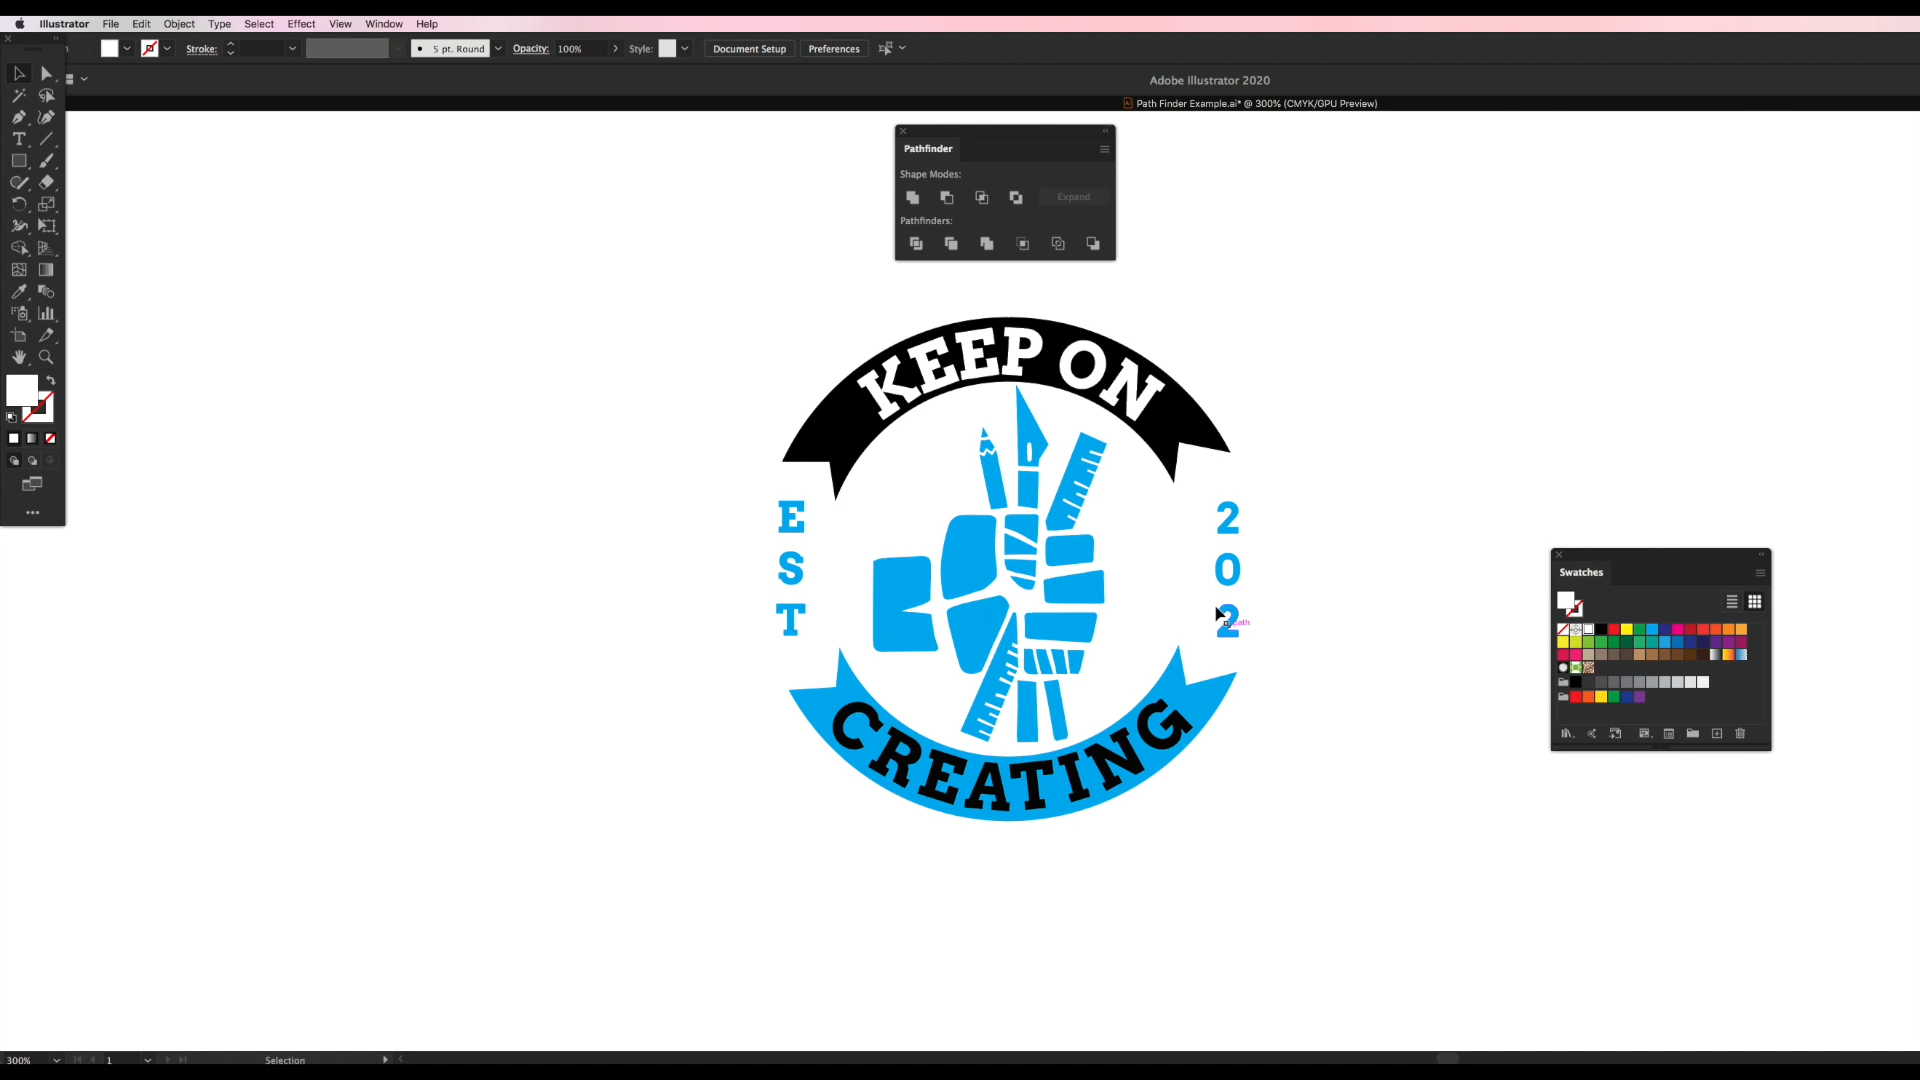 Illustrator File Edit Object Type Select Effect View Window Help
Stroke: 5 pt. Round Opacity: 100% Style: Document Setup Preferences
Adobe Illustrator 2020
Path Finder Example.ai* @ 300% (CMYK/GPU Preview)
Pathfinder
Shape Modes:
Expand
Pathfinders:
KEEP ON
E
S
T
2
0
2
path
CREATING
Swatches
300% 1 Selection